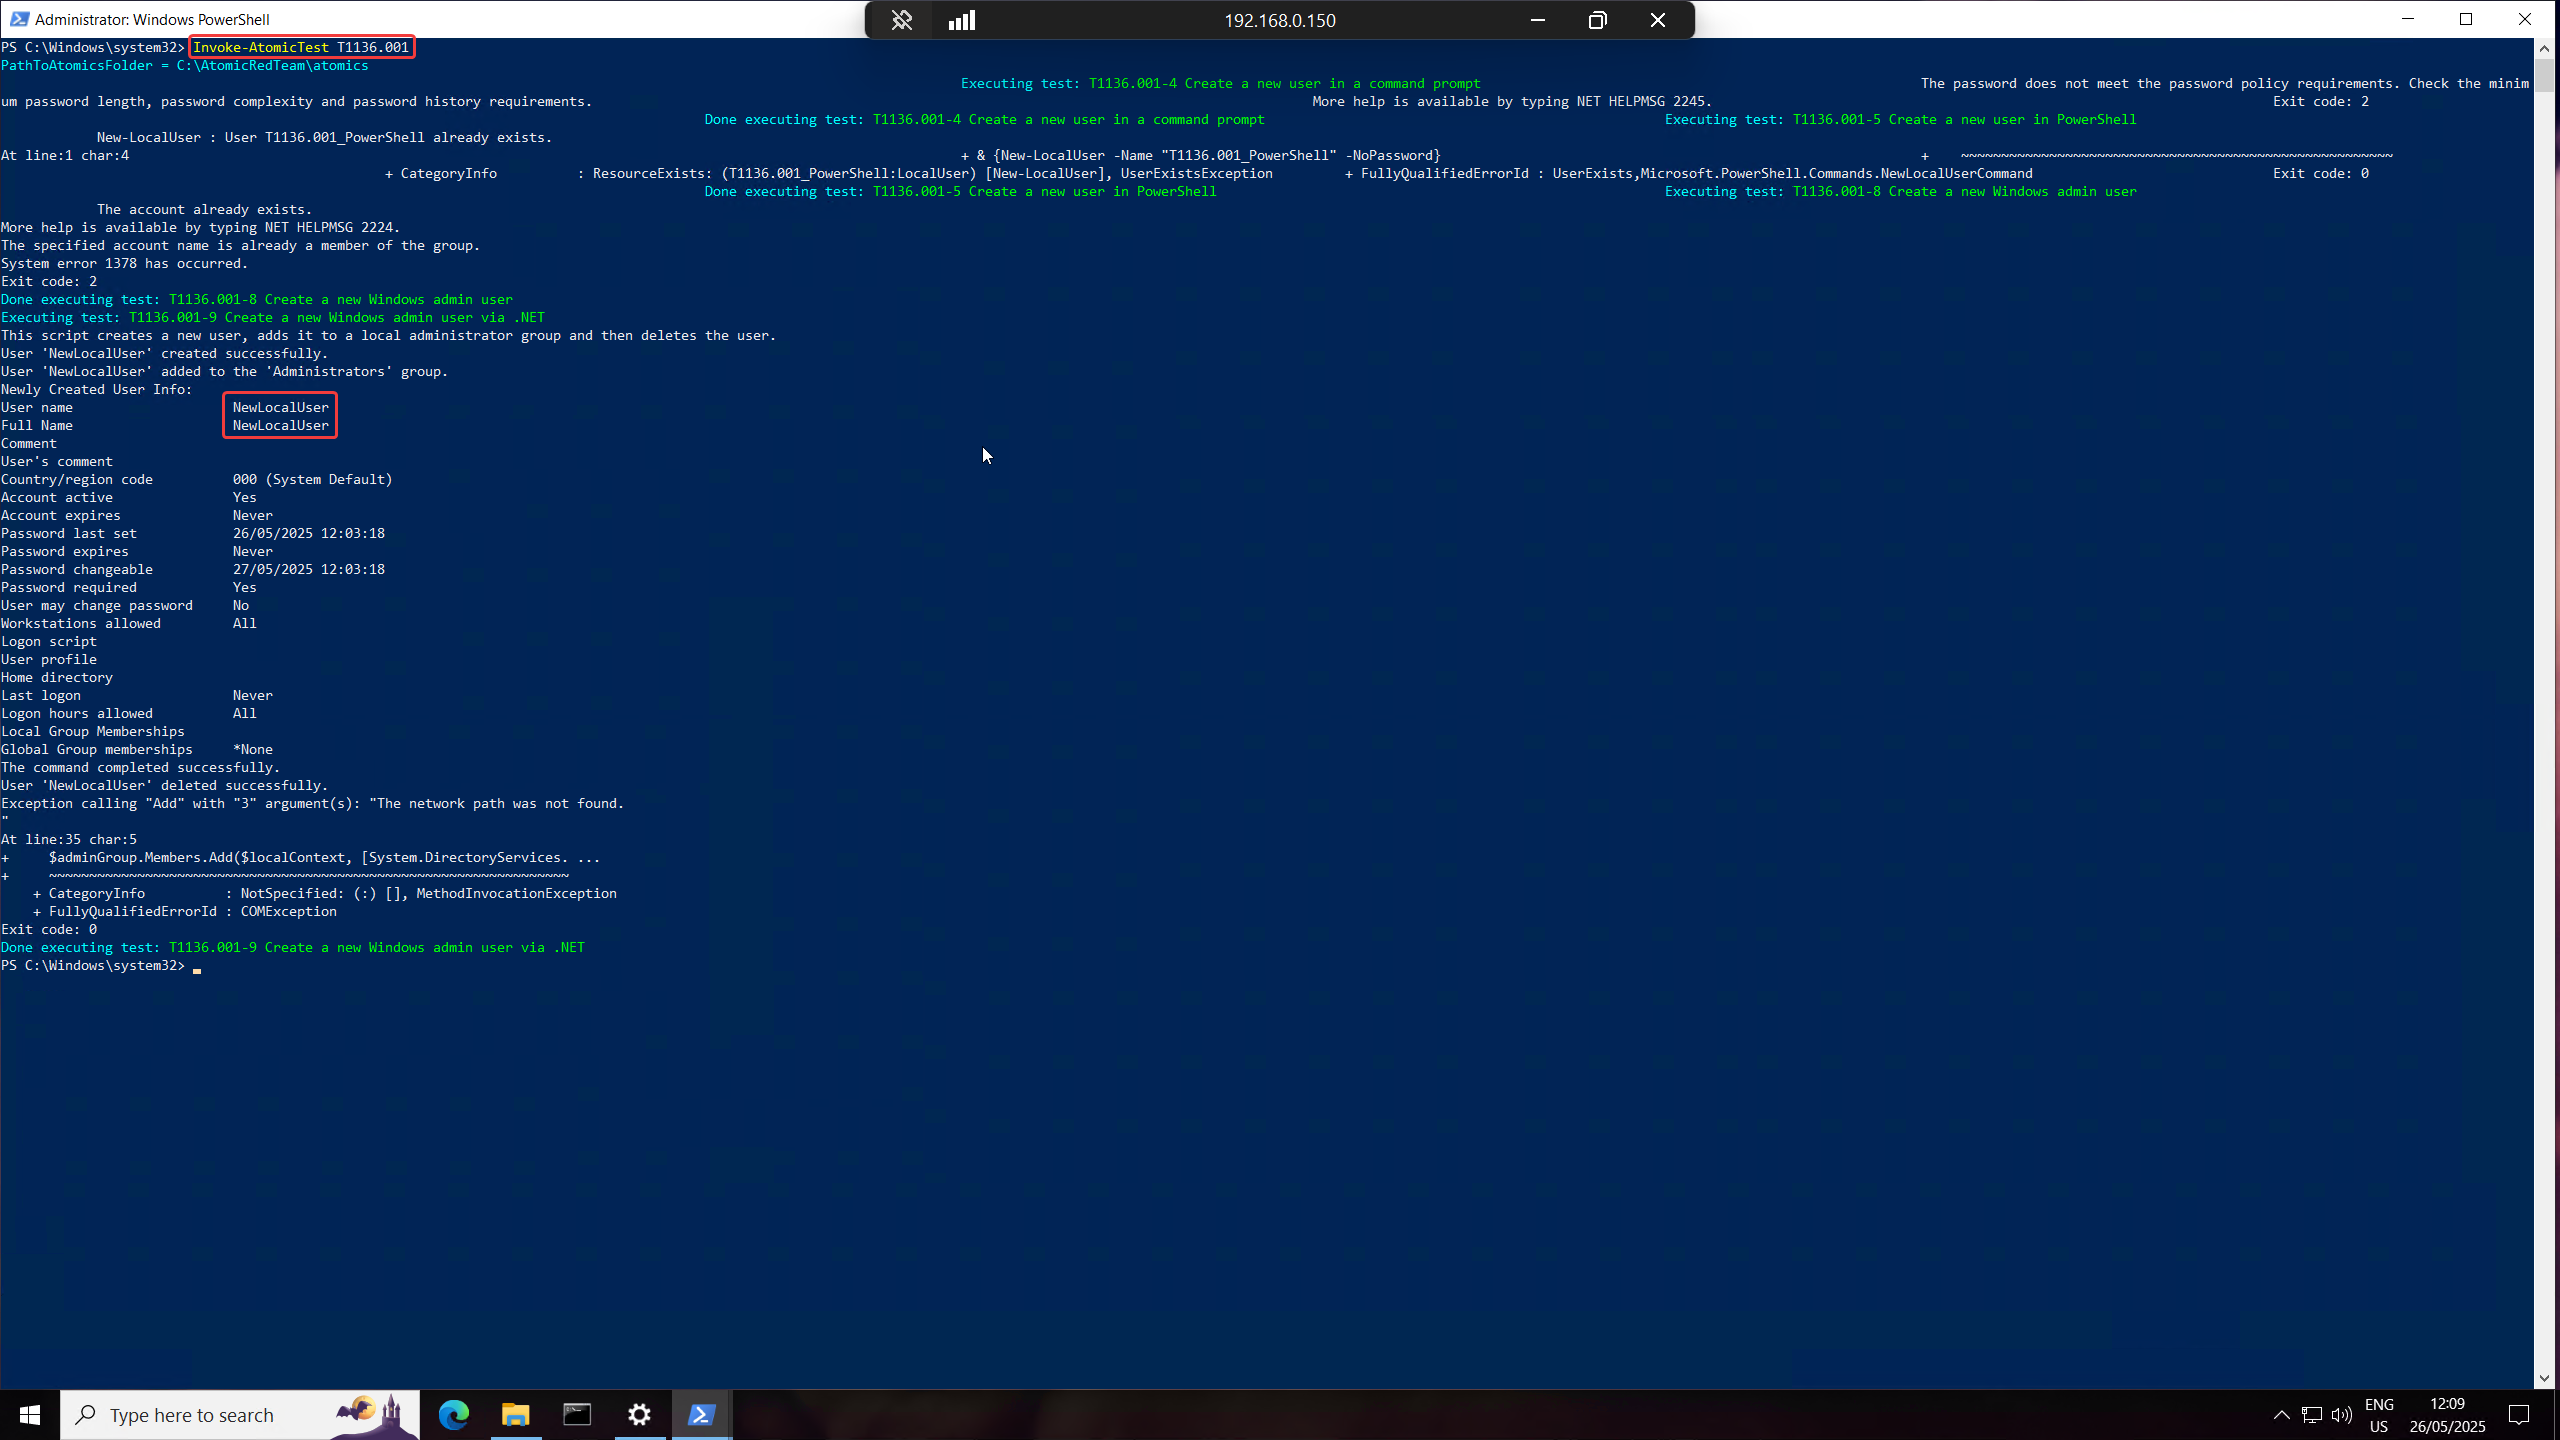 Administrator: Windows PowerShell
192.168.0.150
PS C:\Windows\system32> Invoke-AtomicTest T1136.001
PathToAtomicsFolder = C:\AtomicRedTeam\atomics
Executing test: T1136.001-4 Create a new user in a command prompt The password does not meet the password policy requirements. Check the minim
um password length, password complexity and password history requirements. More help is available by typing NET HELPMSG 2245. Exit code: 2
Done executing test: T1136.001-4 Create a new user in a command prompt Executing test: T1136.001-5 Create a new user in PowerShell
New-LocalUser : User T1136.001_PowerShell already exists.
At line:1 char:4 + & {New-LocalUser -Name "T1136.001_PowerShell" -NoPassword} + ~~~~~~~~~~~~~~~~~~~~~~~~~~~~~~~~~~~~~~~~~~~~~~~~~~~~~~
+ CategoryInfo : ResourceExists: (T1136.001_PowerShell:LocalUser) [New-LocalUser], UserExistsException + FullyQualifiedErrorId : UserExists,Microsoft.PowerShell.Commands.NewLocalUserCommand Exit code: 0
Done executing test: T1136.001-5 Create a new user in PowerShell Executing test: T1136.001-8 Create a new Windows admin user
The account already exists.
More help is available by typing NET HELPMSG 2224.
The specified account name is already a member of the group.
System error 1378 has occurred.
Exit code: 2
Done executing test: T1136.001-8 Create a new Windows admin user
Executing test: T1136.001-9 Create a new Windows admin user via .NET
This script creates a new user, adds it to a local administrator group and then deletes the user.
User 'NewLocalUser' created successfully.
User 'NewLocalUser' added to the 'Administrators' group.
Newly Created User Info:
User name NewLocalUser
Full Name NewLocalUser
Comment
User's comment
Country/region code 000 (System Default)
Account active Yes
Account expires Never
Password last set 26/05/2025 12:03:18
Password expires Never
Password changeable 27/05/2025 12:03:18
Password required Yes
User may change password No
Workstations allowed All
Logon script
User profile
Home directory
Last logon Never
Logon hours allowed All
Local Group Memberships
Global Group memberships *None
The command completed successfully.
User 'NewLocalUser' deleted successfully.
Exception calling "Add" with "3" argument(s): "The network path was not found.
"
At line:35 char:5
+ $adminGroup.Members.Add($localContext, [System.DirectoryServices. ...
+ ~~~~~~~~~~~~~~~~~~~~~~~~~~~~~~~~~~~~~~~~~~~~~~~~~~~~~~~~~~~~~~~~~
+ CategoryInfo : NotSpecified: (:) [], MethodInvocationException
+ FullyQualifiedErrorId : COMException
Exit code: 0
Done executing test: T1136.001-9 Create a new Windows admin user via .NET
PS C:\Windows\system32>
Type here to search
ENG
US
12:09
26/05/2025